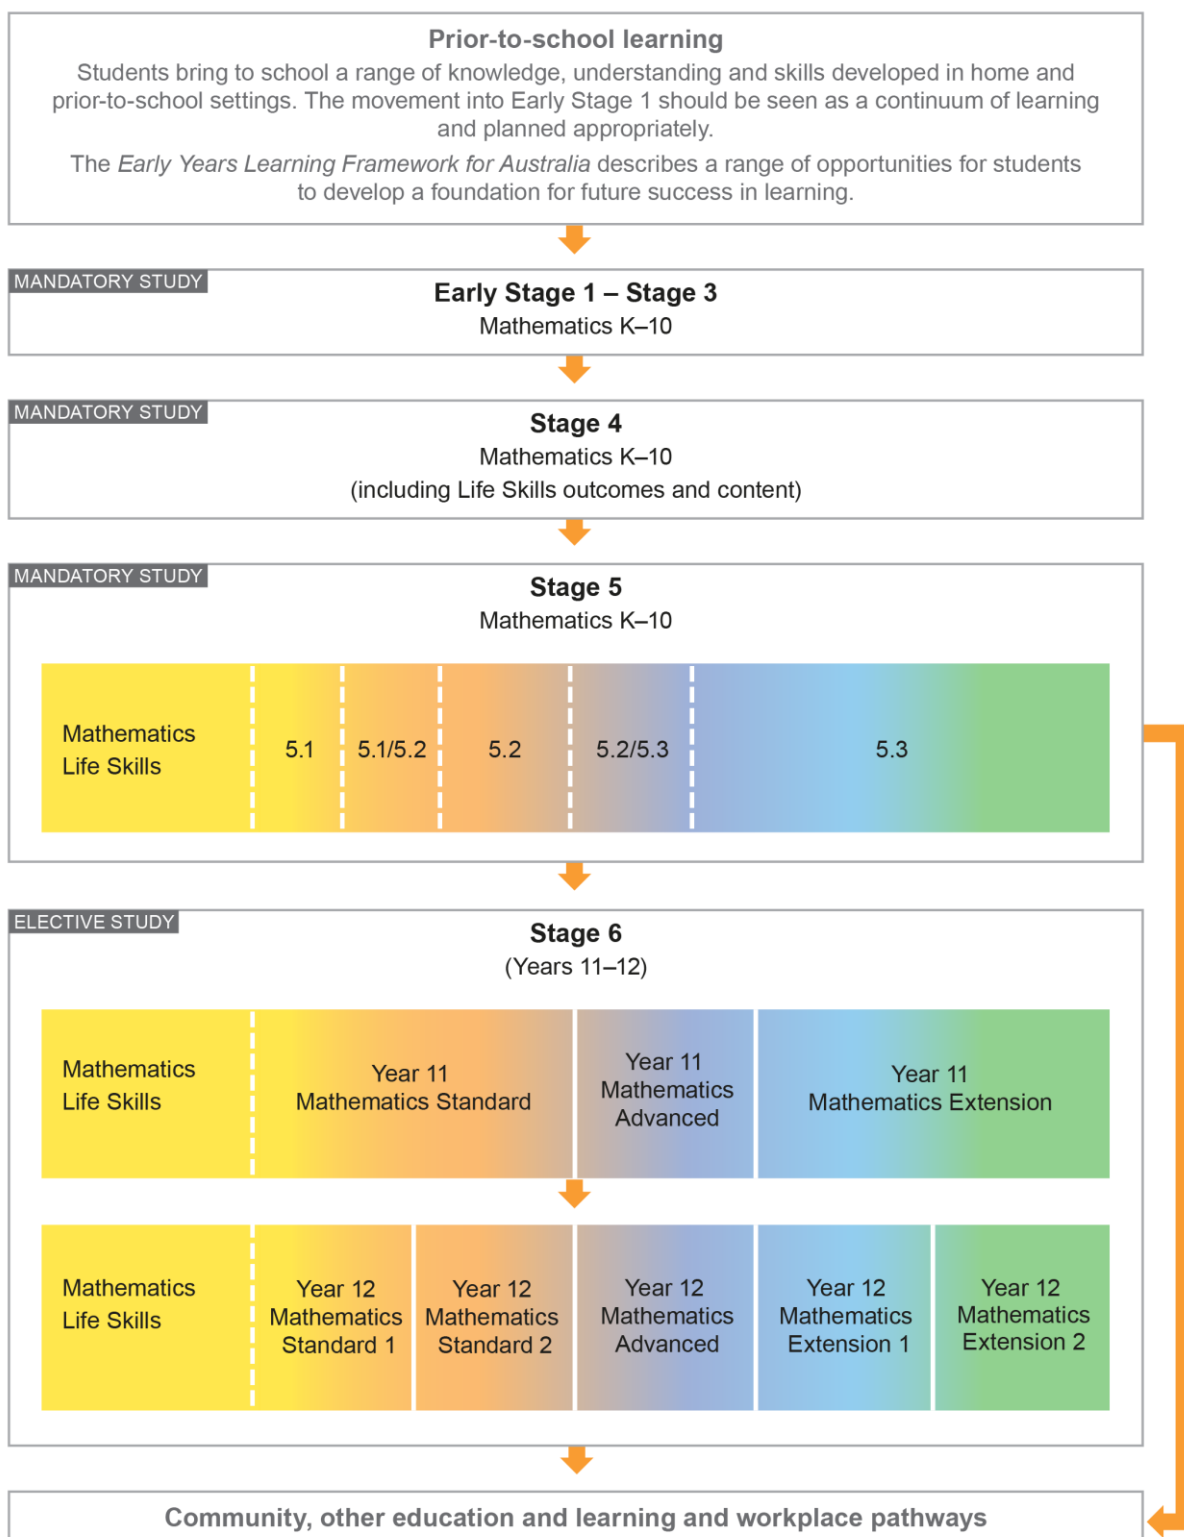 Prior-to-school learning
Students bring to school a range of knowledge, understanding and skills developed in home and
prior-to-school settings. The movement into Early Stage 1 should be seen as a continuum of learning
and planned appropriately.
The Early Years Learning Framework for Australia describes a range of opportunities for students
to develop a foundation for future success in learning.
MANDATORY STUDY
Early Stage 1 – Stage 3
Mathematics K–10
MANDATORY STUDY
Stage 4
Mathematics K–10
(including Life Skills outcomes and content)
MANDATORY STUDY
Stage 5
Mathematics K–10
Mathematics
Life Skills
5.1
5.1/5.2
5.2
5.2/5.3
5.3
ELECTIVE STUDY
Stage 6
(Years 11–12)
Mathematics
Life Skills
Year 11
Mathematics Standard
Year 11
Mathematics
Advanced
Year 11
Mathematics Extension
Mathematics
Life Skills
Year 12
Mathematics
Standard 1
Year 12
Mathematics
Standard 2
Year 12
Mathematics
Advanced
Year 12
Mathematics
Extension 1
Year 12
Mathematics
Extension 2
Community, other education and learning and workplace pathways